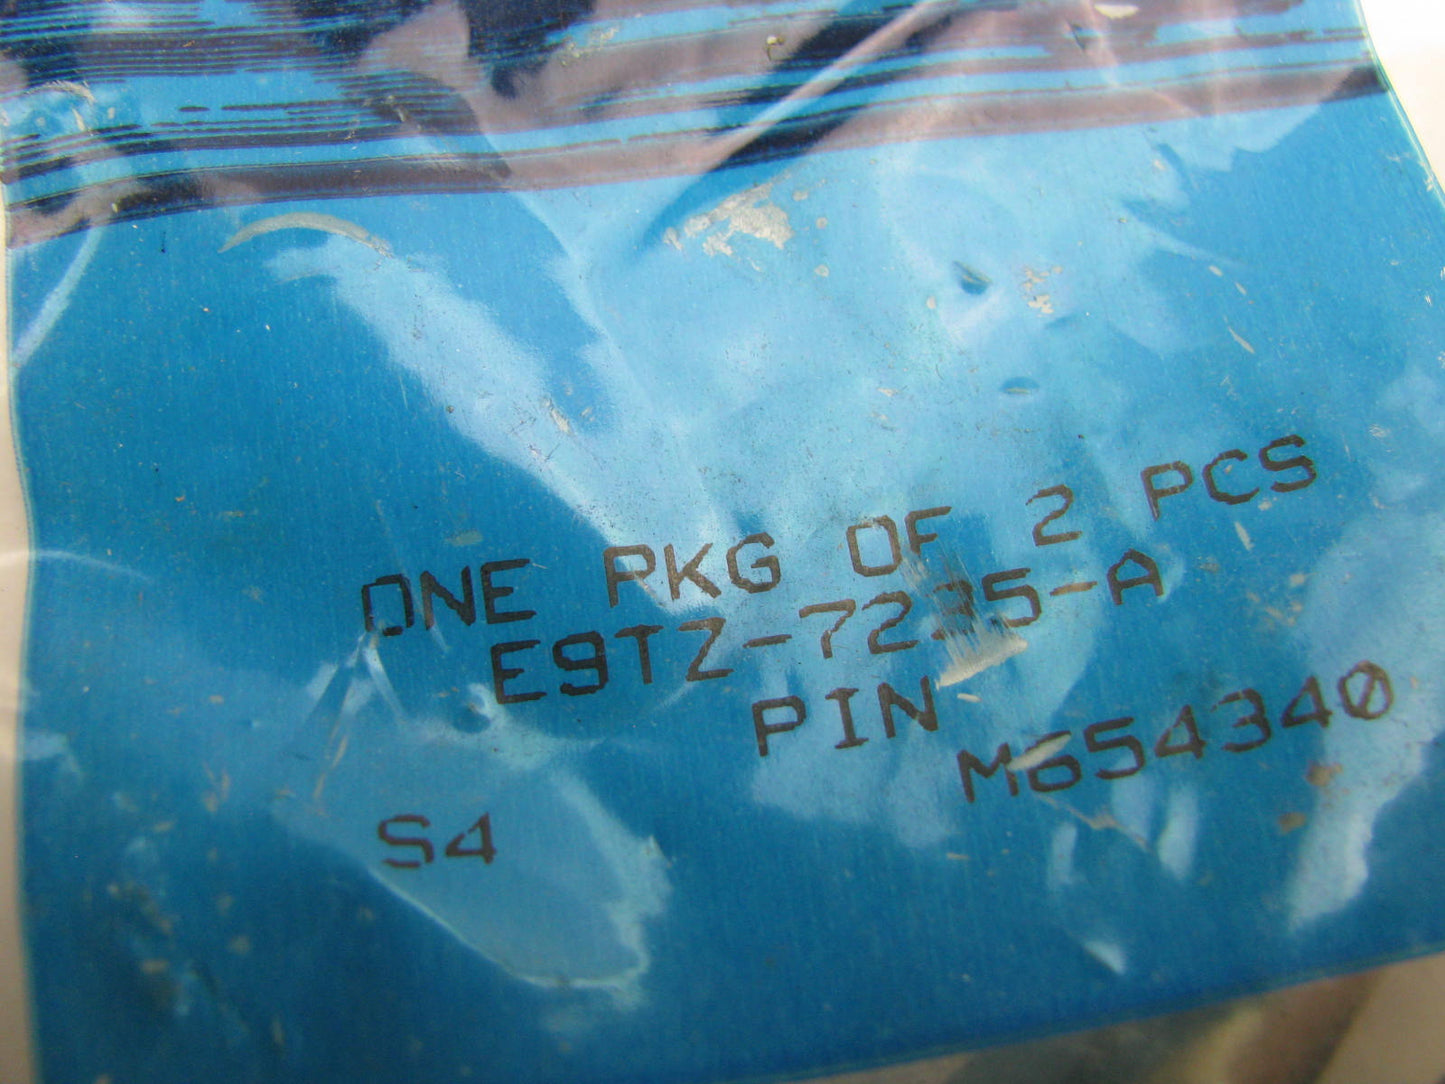 ONE PKG OF 2 PCS
E9TZ-7235-A
PIN
M654340
S4